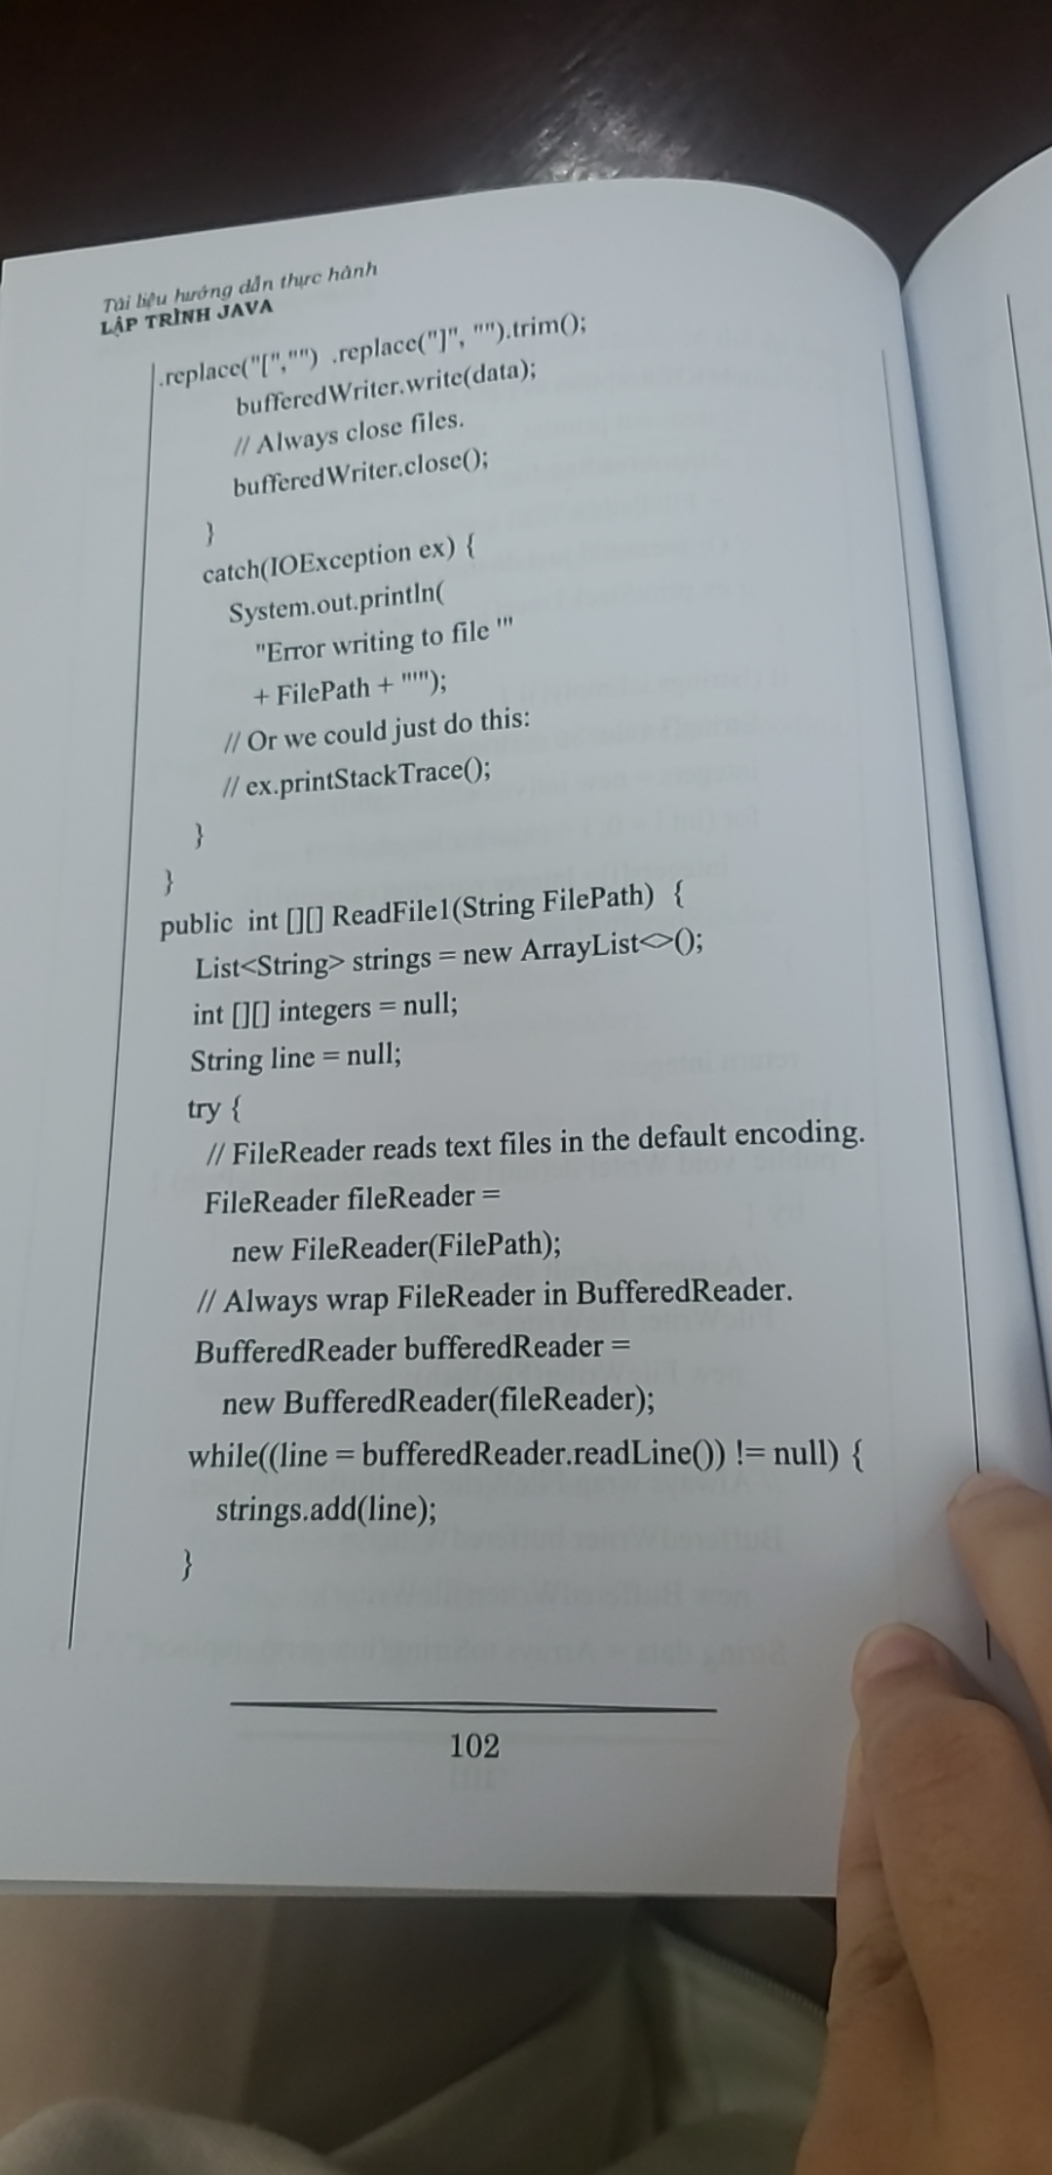 Tài liệu hướng dẫn thực hành
LẬP TRÌNH JAVA
.replace("[","") .replace("]", "").trim();
bufferedWriter.write(data);
// Always close files.
bufferedWriter.close();
}
catch(IOException ex) {
System.out.println(
"Error writing to file '"
+ FilePath + "'");
// Or we could just do this:
// ex.printStackTrace();
}
}
public int [][] ReadFile1(String FilePath) {
List<String> strings = new ArrayList<>();
int [][] integers = null;
String line = null;
try {
// FileReader reads text files in the default encoding.
FileReader fileReader =
new FileReader(FilePath);
// Always wrap FileReader in BufferedReader.
BufferedReader bufferedReader =
new BufferedReader(fileReader);
while((line = bufferedReader.readLine()) != null) {
strings.add(line);
}
102